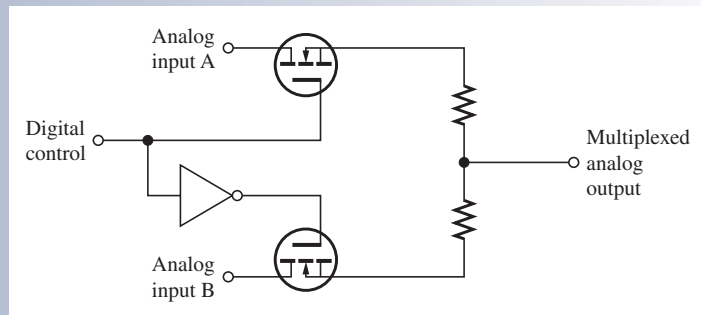 Analog
input A
Digital
control
Multiplexed
analog
output
Analog
input B